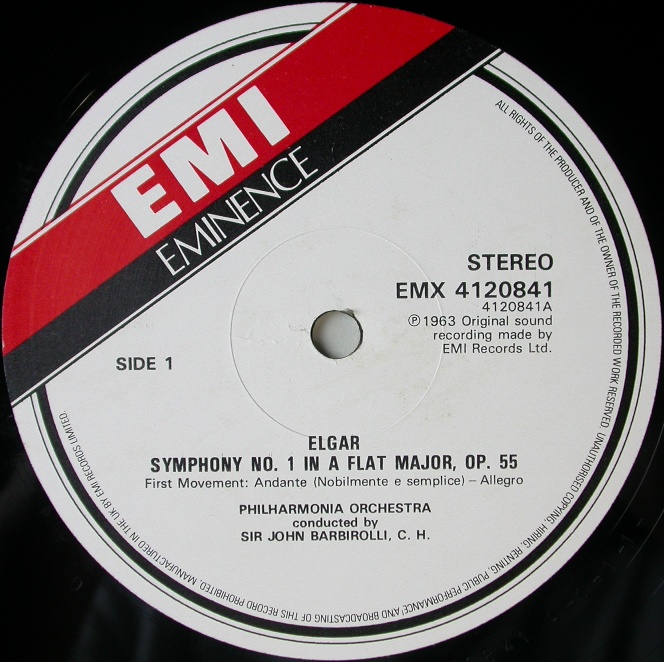 EMI
EMINENCE
STEREO
EMX 4120841
4120841A
℗1963 Original sound
recording made by
EMI Records Ltd.
SIDE 1
ELGAR
SYMPHONY NO. 1 IN A FLAT MAJOR, OP. 55
First Movement: Andante (Nobilmente e semplice) – Allegro
PHILHARMONIA ORCHESTRA
conducted by
SIR JOHN BARBIROLLI, C. H.
ALL RIGHTS OF THE PRODUCER AND OF THE OWNER OF THE RECORDED WORK RESERVED. UNAUTHORISED COPYING, HIRING, RENTING, PUBLIC PERFORMANCE AND BROADCASTING OF THIS RECORD PROHIBITED. MANUFACTURED IN THE UK BY EMI RECORDS LIMITED.